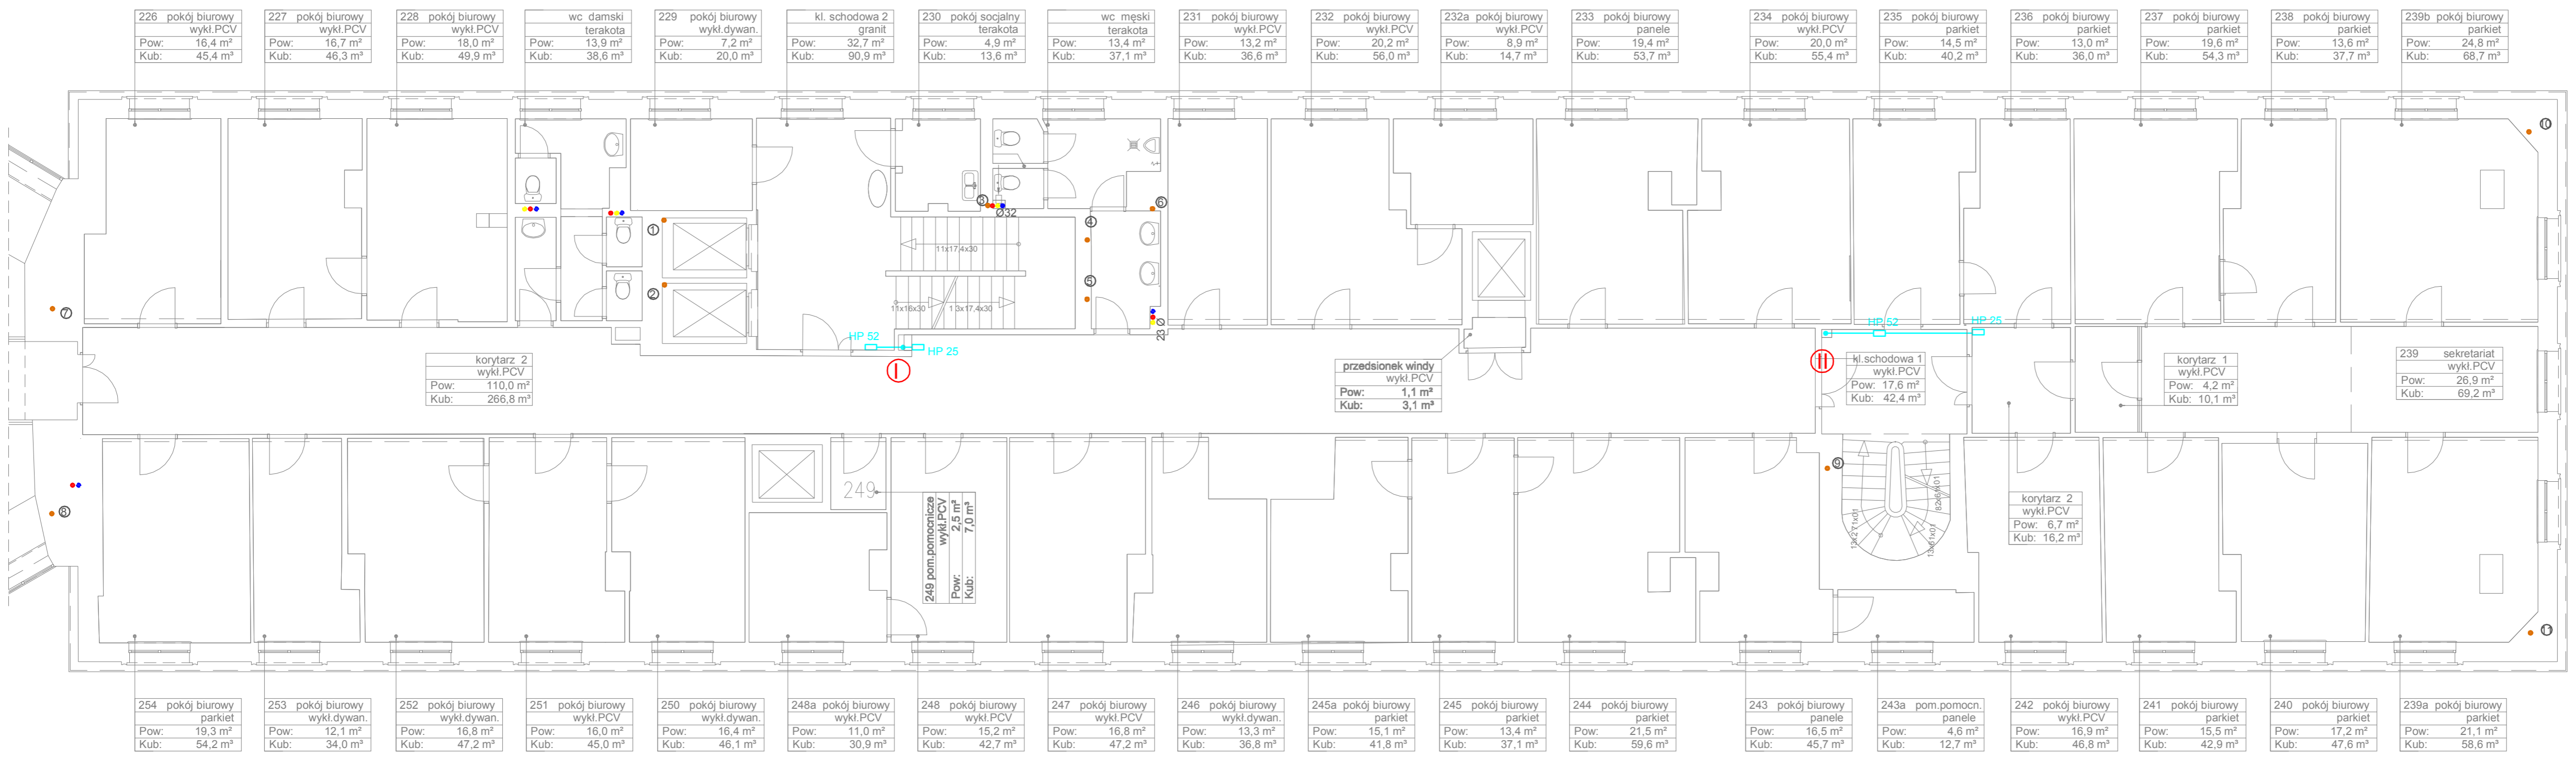 226 pokój biurowy
wykł.PCV
Pow: 16,4 m²
Kub: 45,4 m³
227 pokój biurowy
wykł.PCV
Pow: 16,7 m²
Kub: 46,3 m³
228 pokój biurowy
wykł.PCV
Pow: 18,0 m²
Kub: 49,9 m³
wc damski
terakota
Pow: 13,9 m²
Kub: 38,6 m³
229 pokój biurowy
wykł.dywan.
Pow: 7,2 m²
Kub: 20,0 m³
kl. schodowa 2
granit
Pow: 32,7 m²
Kub: 90,9 m³
230 pokój socjalny
terakota
Pow: 4,9 m²
Kub: 13,6 m³
wc męski
terakota
Pow: 13,4 m²
Kub: 37,1 m³
231 pokój biurowy
wykł.PCV
Pow: 13,2 m²
Kub: 36,6 m³
232 pokój biurowy
wykł.PCV
Pow: 20,2 m²
Kub: 56,0 m³
232a pokój biurowy
wykł.PCV
Pow: 8,9 m²
Kub: 14,7 m³
233 pokój biurowy
panele
Pow: 19,4 m²
Kub: 53,7 m³
234 pokój biurowy
wykł.PCV
Pow: 20,0 m²
Kub: 55,4 m³
235 pokój biurowy
parkiet
Pow: 14,5 m²
Kub: 40,2 m³
236 pokój biurowy
parkiet
Pow: 13,0 m²
Kub: 36,0 m³
237 pokój biurowy
parkiet
Pow: 19,6 m²
Kub: 54,3 m³
238 pokój biurowy
parkiet
Pow: 13,6 m²
Kub: 37,7 m³
239b pokój biurowy
parkiet
Pow: 24,8 m²
Kub: 68,7 m³
10
3
Ø32
6
4
1
11x17,4x30
5
2
11x16x30
13x17,4x30
7
Ø 32
HP 52
HP 25
I
HP 52
HP 25
II
korytarz 2
wykł.PCV
Pow: 110,0 m²
Kub: 266,8 m³
przedsionek windy
wykł.PCV
Pow: 1,1 m²
Kub: 3,1 m³
kl.schodowa 1
wykł.PCV
Pow: 17,6 m²
Kub: 42,4 m³
korytarz 1
wykł.PCV
Pow: 4,2 m²
Kub: 10,1 m³
239 sekretariat
wykł.PCV
Pow: 26,9 m²
Kub: 69,2 m³
9
8
249
249 pom.pomocnicze
wykł.PCV
Pow: 2,5 m²
Kub: 7,0 m³
korytarz 2
wykł.PCV
Pow: 6,7 m²
Kub: 16,2 m³
11
254 pokój biurowy
parkiet
Pow: 19,3 m²
Kub: 54,2 m³
253 pokój biurowy
wykł.dywan.
Pow: 12,1 m²
Kub: 34,0 m³
252 pokój biurowy
wykł.dywan.
Pow: 16,8 m²
Kub: 47,2 m³
251 pokój biurowy
wykł.PCV
Pow: 16,0 m²
Kub: 45,0 m³
250 pokój biurowy
wykł.dywan.
Pow: 16,4 m²
Kub: 46,1 m³
248a pokój biurowy
wykł.PCV
Pow: 11,0 m²
Kub: 30,9 m³
248 pokój biurowy
wykł.PCV
Pow: 15,2 m²
Kub: 42,7 m³
247 pokój biurowy
wykł.PCV
Pow: 16,8 m²
Kub: 47,2 m³
246 pokój biurowy
wykł.dywan.
Pow: 13,3 m²
Kub: 36,8 m³
245a pokój biurowy
parkiet
Pow: 15,1 m²
Kub: 41,8 m³
245 pokój biurowy
parkiet
Pow: 13,4 m²
Kub: 37,1 m³
244 pokój biurowy
parkiet
Pow: 21,5 m²
Kub: 59,6 m³
243 pokój biurowy
panele
Pow: 16,5 m²
Kub: 45,7 m³
243a pom.pomocn.
panele
Pow: 4,6 m²
Kub: 12,7 m³
242 pokój biurowy
wykł.PCV
Pow: 16,9 m²
Kub: 46,8 m³
241 pokój biurowy
parkiet
Pow: 15,5 m²
Kub: 42,9 m³
240 pokój biurowy
parkiet
Pow: 17,2 m²
Kub: 47,6 m³
239a pokój biurowy
parkiet
Pow: 21,1 m²
Kub: 58,6 m³